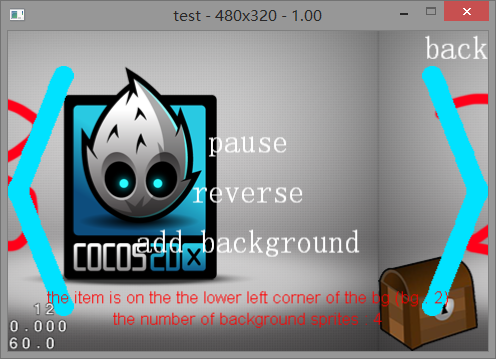 test - 480x320 - 1.00
back
pause
reverse
add background
COCOS2DX
the item is on the the lower left corner of the bg (bg : 2)
the number of background sprites : 4
12
0.000
60.0